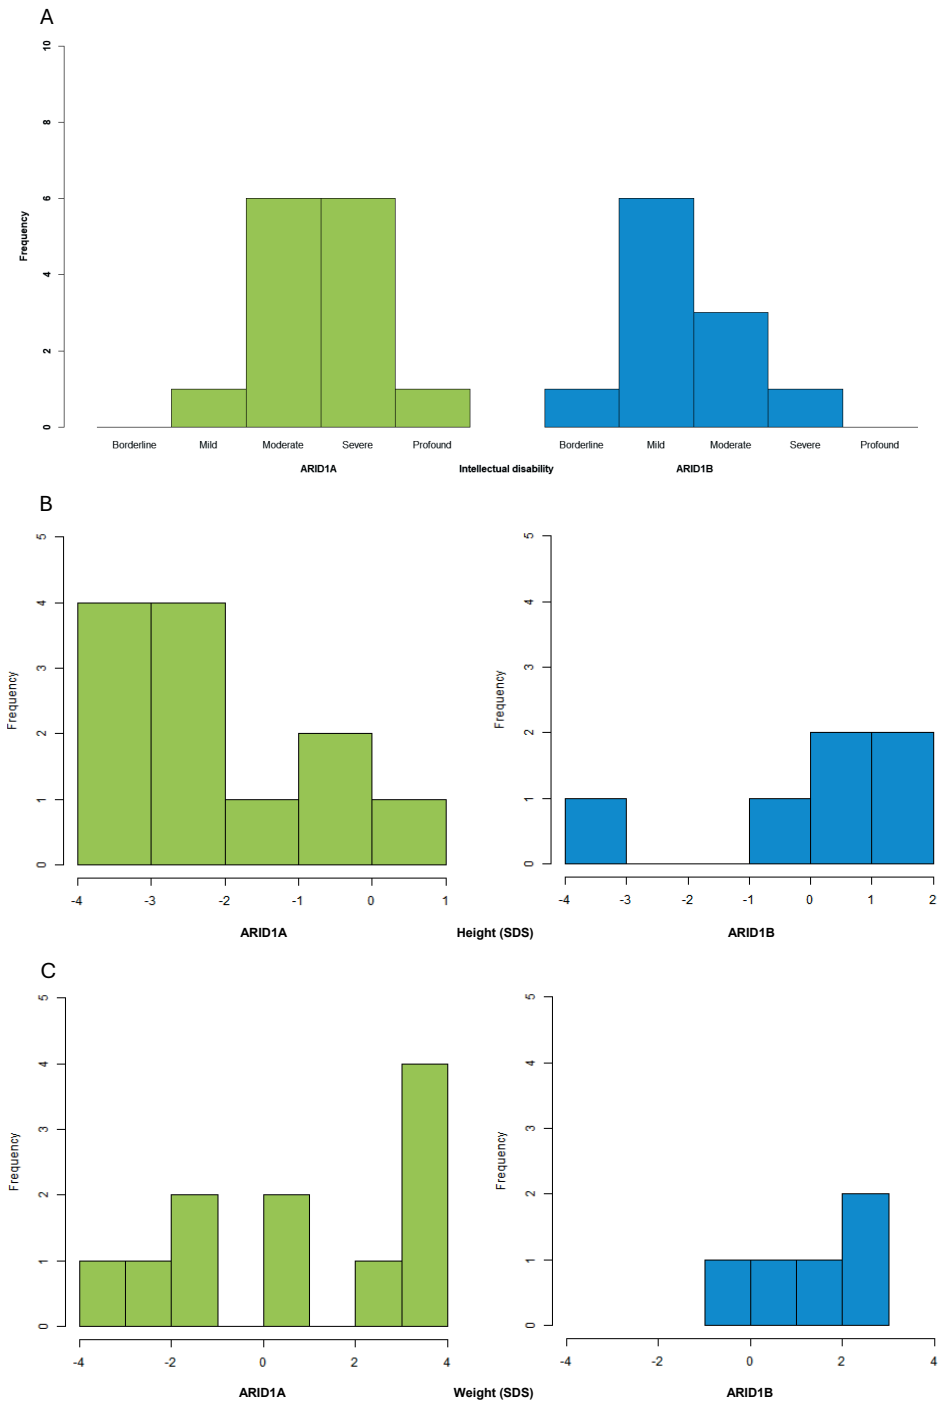 A
10
8
6
4
2
0
Frequency
Borderline Mild Moderate Severe Profound Borderline Mild Moderate Severe Profound
ARID1A Intellectual disability ARID1B
B
5
4
3
2
1
0
Frequency
-4 -3 -2 -1 0 1
5
4
3
2
1
0
Frequency
-4 -3 -2 -1 0 1 2
ARID1A Height (SDS) ARID1B
C
5
4
3
2
1
0
Frequency
-4 -2 0 2 4
5
4
3
2
1
0
Frequency
-4 -2 0 2 4
ARID1A Weight (SDS) ARID1B